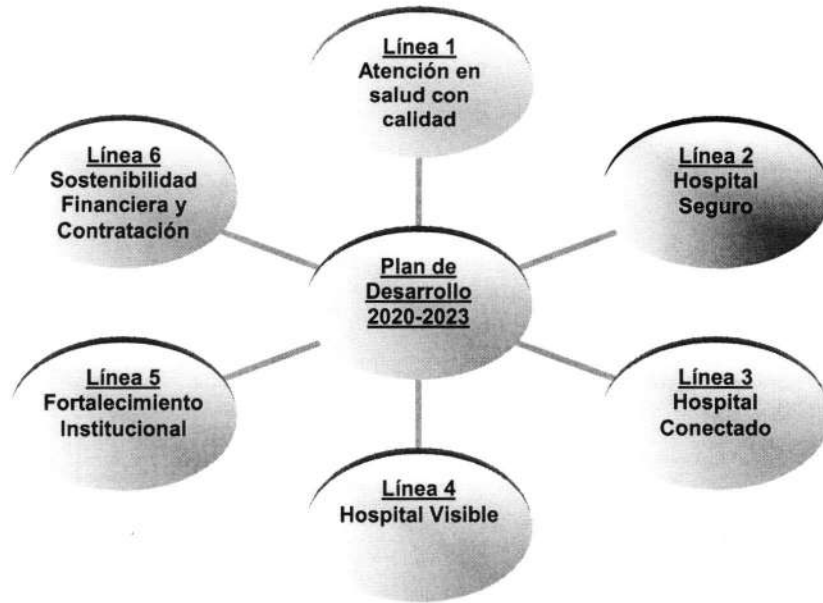 Línea 1
Atención en
salud con
calidad
Línea 6
Sostenibilidad
Financiera y
Contratación
Línea 2
Hospital
Seguro
Plan de
Desarrollo
2020-2023
Línea 5
Fortalecimiento
Institucional
Línea 3
Hospital
Conectado
Línea 4
Hospital Visible